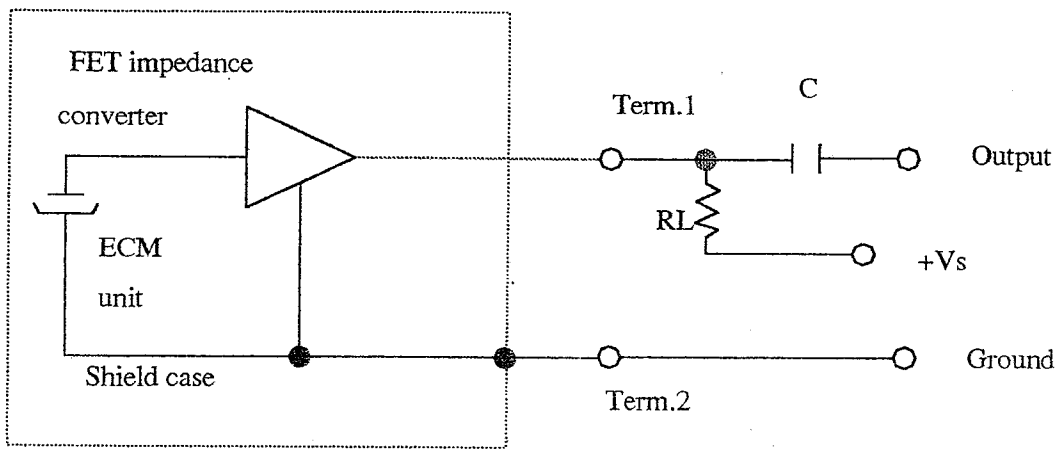 FET impedance
converter
Term.1
C
Output
RL
+Vs
ECM
unit
Shield case
Term.2
Ground